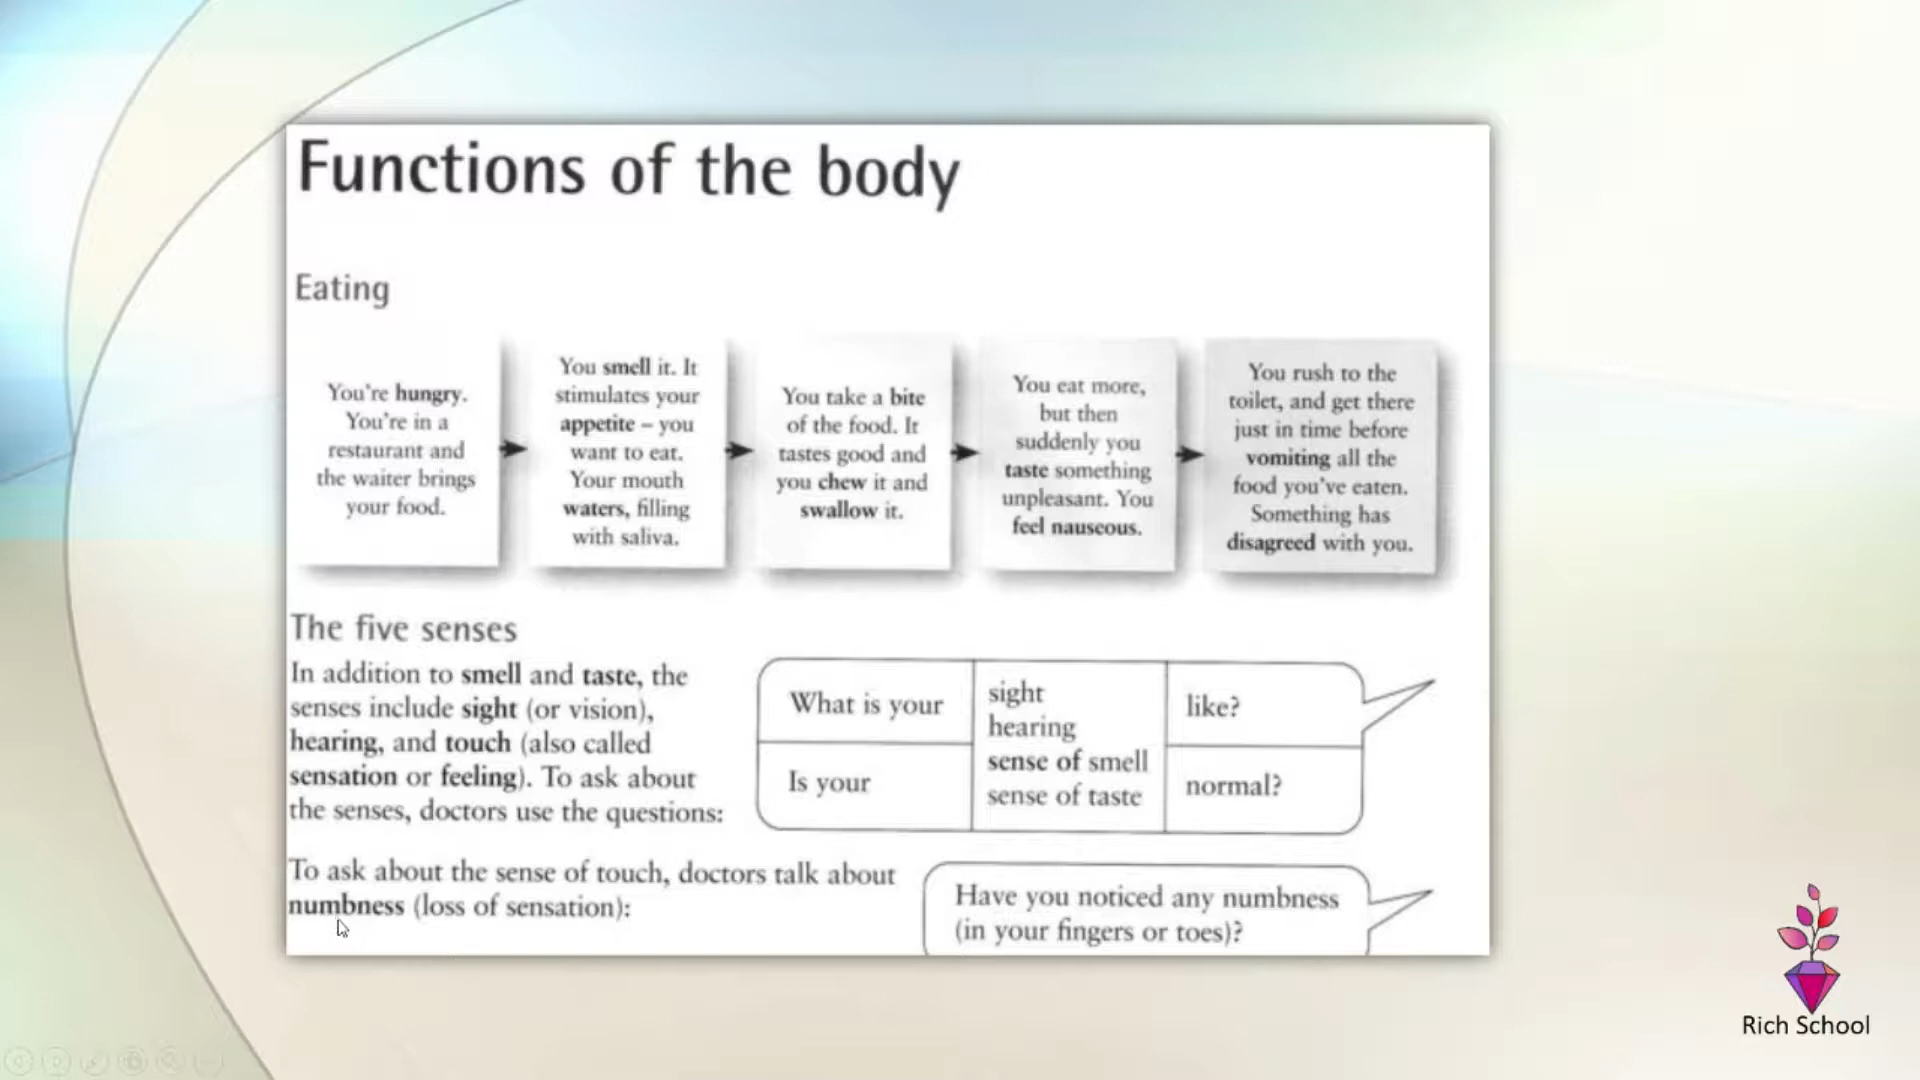 Functions of the body
Eating
You're hungry.
You're in a
restaurant and
the waiter brings
your food.
You smell it. It
stimulates your
appetite – you
want to eat.
Your mouth
waters, filling
with saliva.
You take a bite
of the food. It
tastes good and
you chew it and
swallow it.
You eat more,
but then
suddenly you
taste something
unpleasant. You
feel nauseous.
You rush to the
toilet, and get there
just in time before
vomiting all the
food you've eaten.
Something has
disagreed with you.
The five senses
In addition to smell and taste, the
senses include sight (or vision),
hearing, and touch (also called
sensation or feeling). To ask about
the senses, doctors use the questions:
What is your
Is your
sight
hearing
sense of smell
sense of taste
like?
normal?
To ask about the sense of touch, doctors talk about
numbness (loss of sensation):
Have you noticed any numbness
(in your fingers or toes)?
Rich School